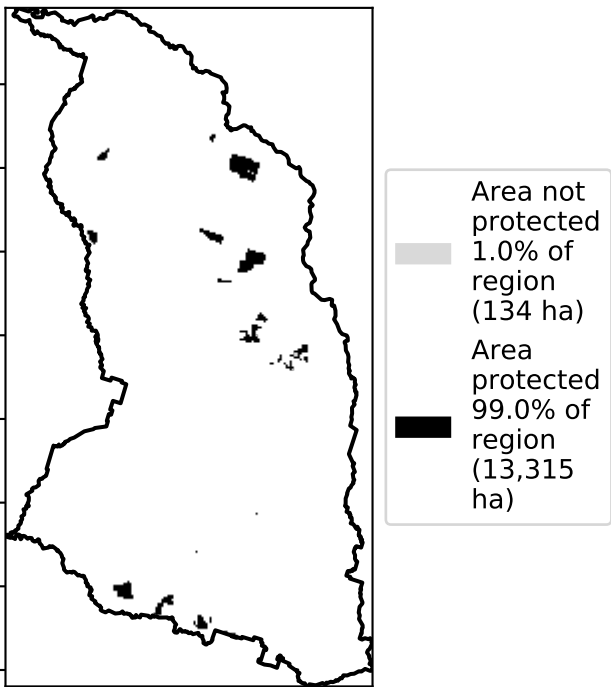 Area not
protected
1.0% of
region
(134 ha)
Area
protected
99.0% of
region
(13,315
ha)